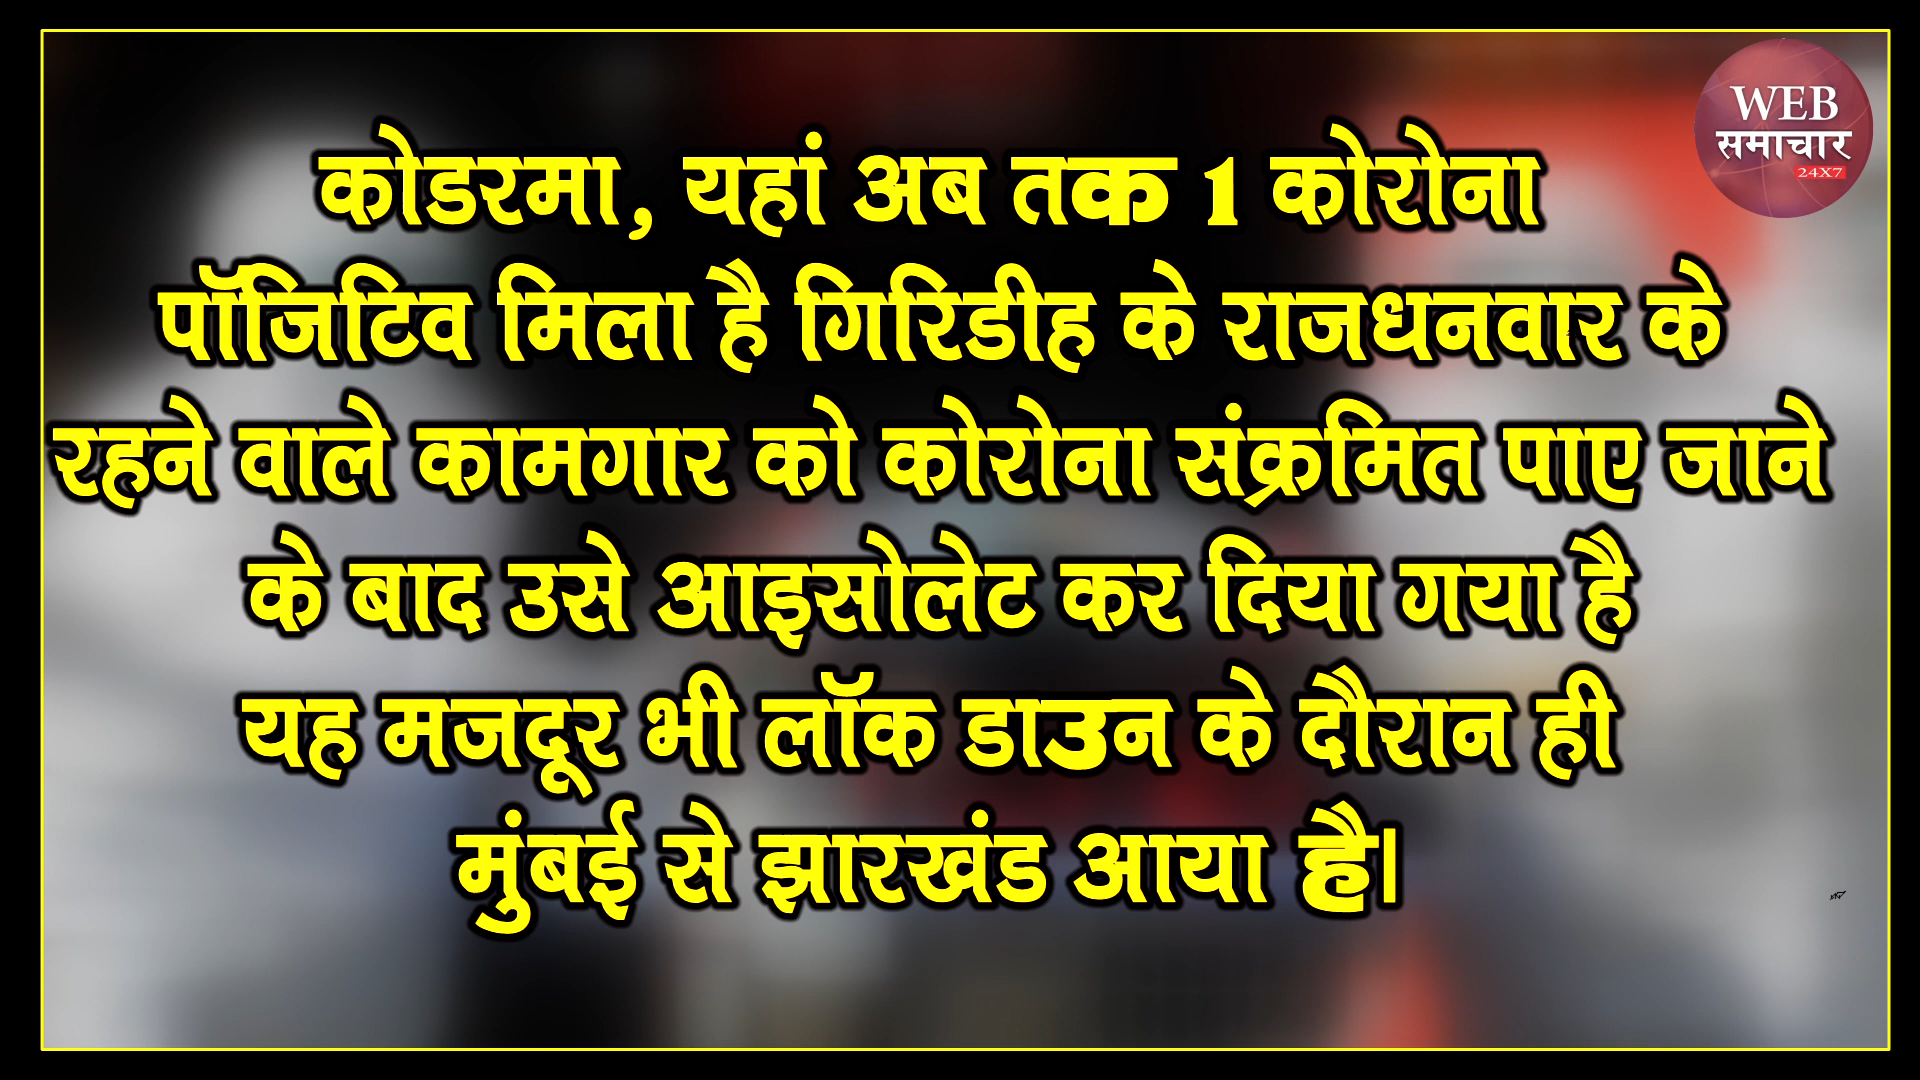 WEB
समाचार
24X7
कोडरमा, यहां अब तक 1 कोरोना
पॉजिटिव मिला है गिरिडीह के राजधनवार के
रहने वाले कामगार को कोरोना संक्रमित पाए जाने
के बाद उसे आइसोलेट कर दिया गया है
यह मजदूर भी लॉक डाउन के दौरान ही
मुंबई से झारखंड आया है।